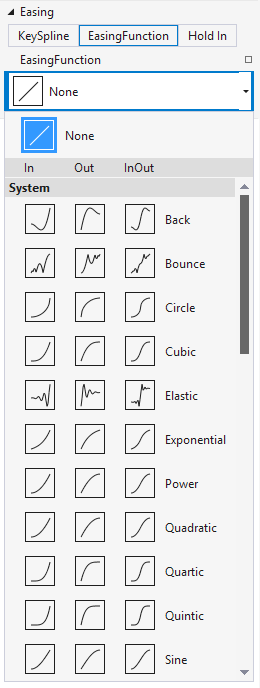 Easing
KeySpline EasingFunction Hold In
EasingFunction
None
None
In Out InOut
System
Back
Bounce
Circle
Cubic
Elastic
Exponential
Power
Quadratic
Quartic
Quintic
Sine